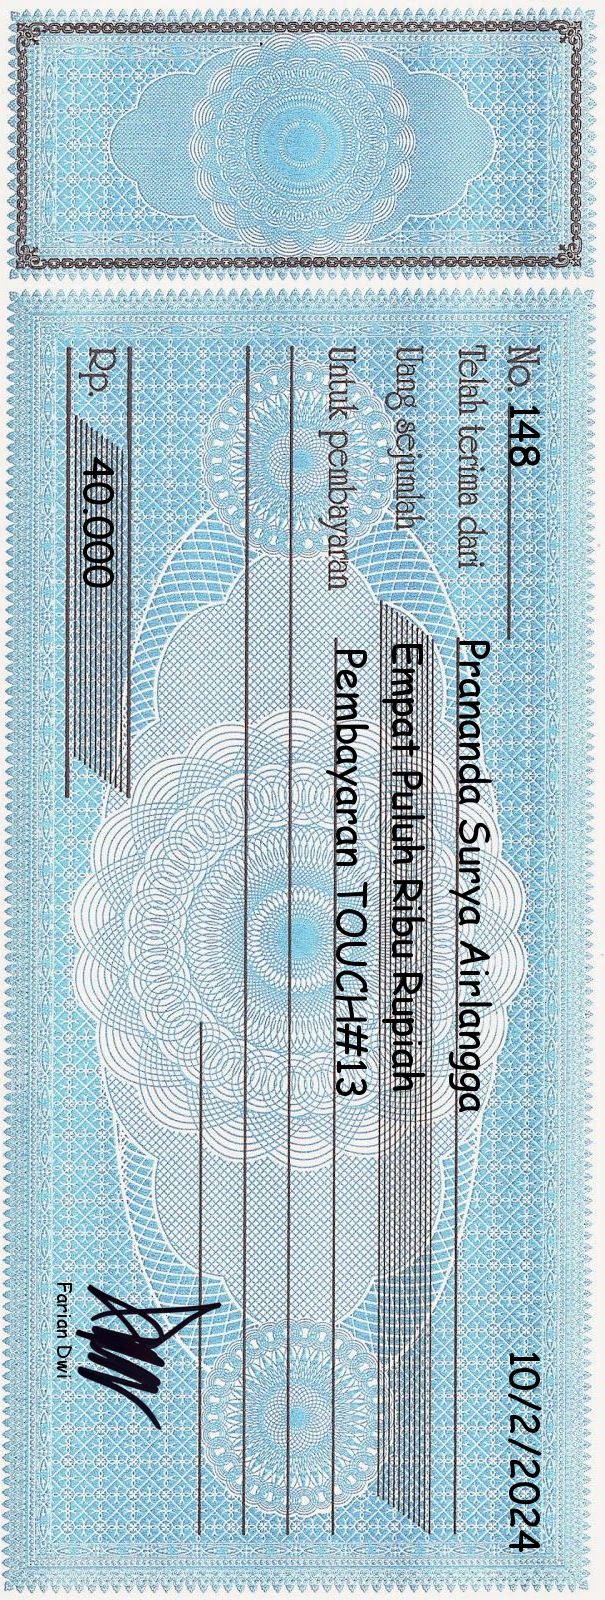 No. 148
10/2/2024
Telah terima dari Prananda Surya Airlangga
Uang sejumlah Empat Puluh Ribu Rupiah
Untuk pembayaran Pembayaran TOUCH#13
Rp. 40.000
Farian Dwi